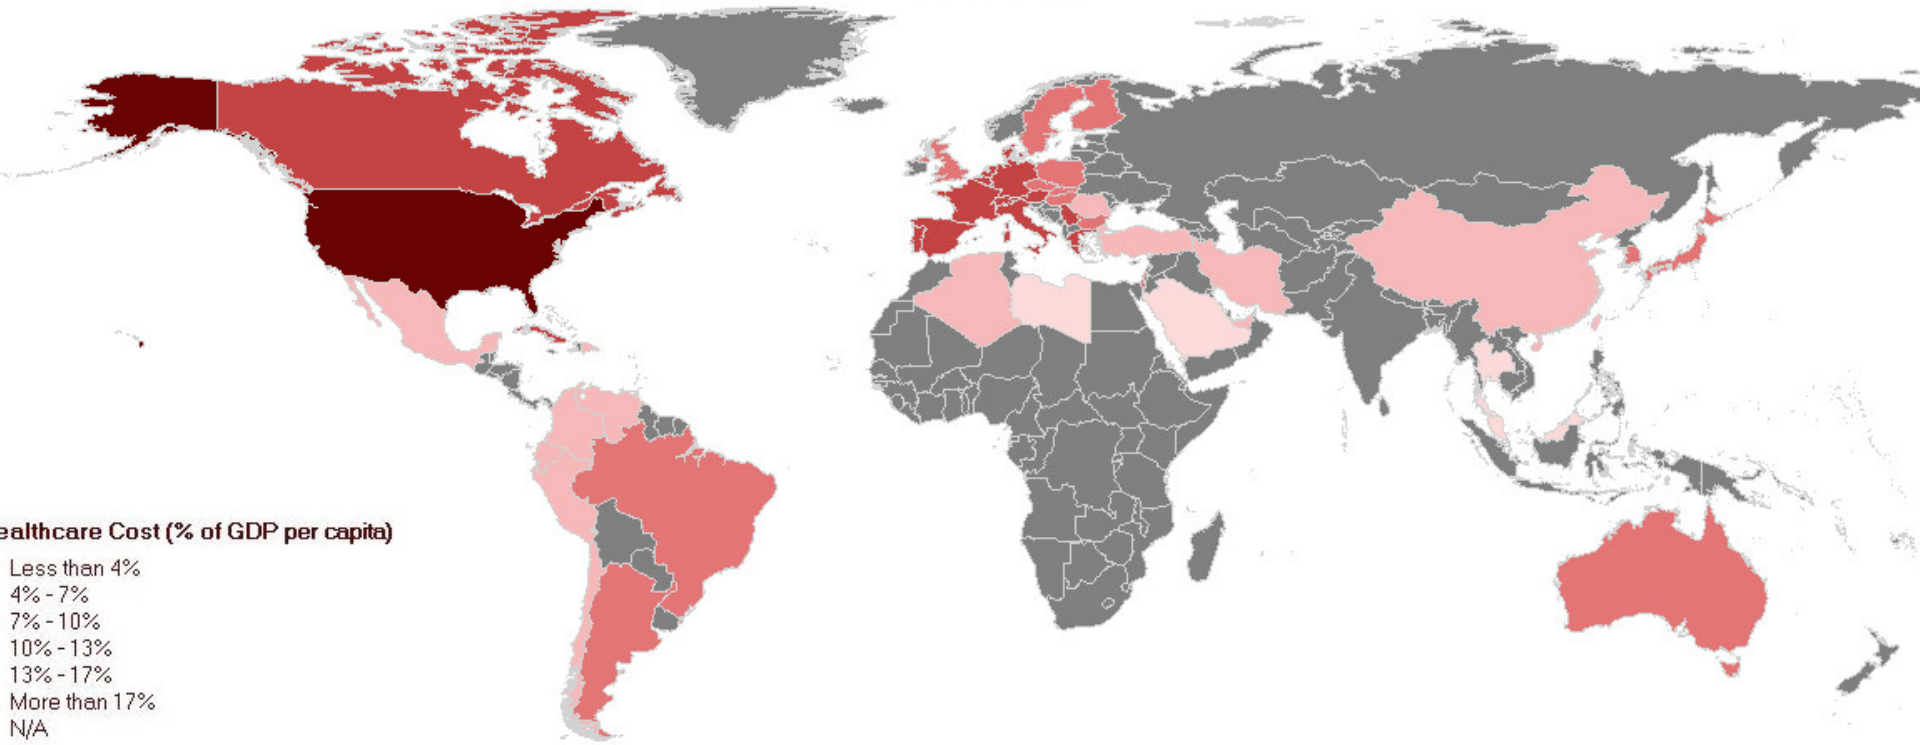 ealthcare Cost (% of GDP per capita)
Less than 4%
4% - 7%
7% - 10%
10% - 13%
13% - 17%
More than 17%
N/A